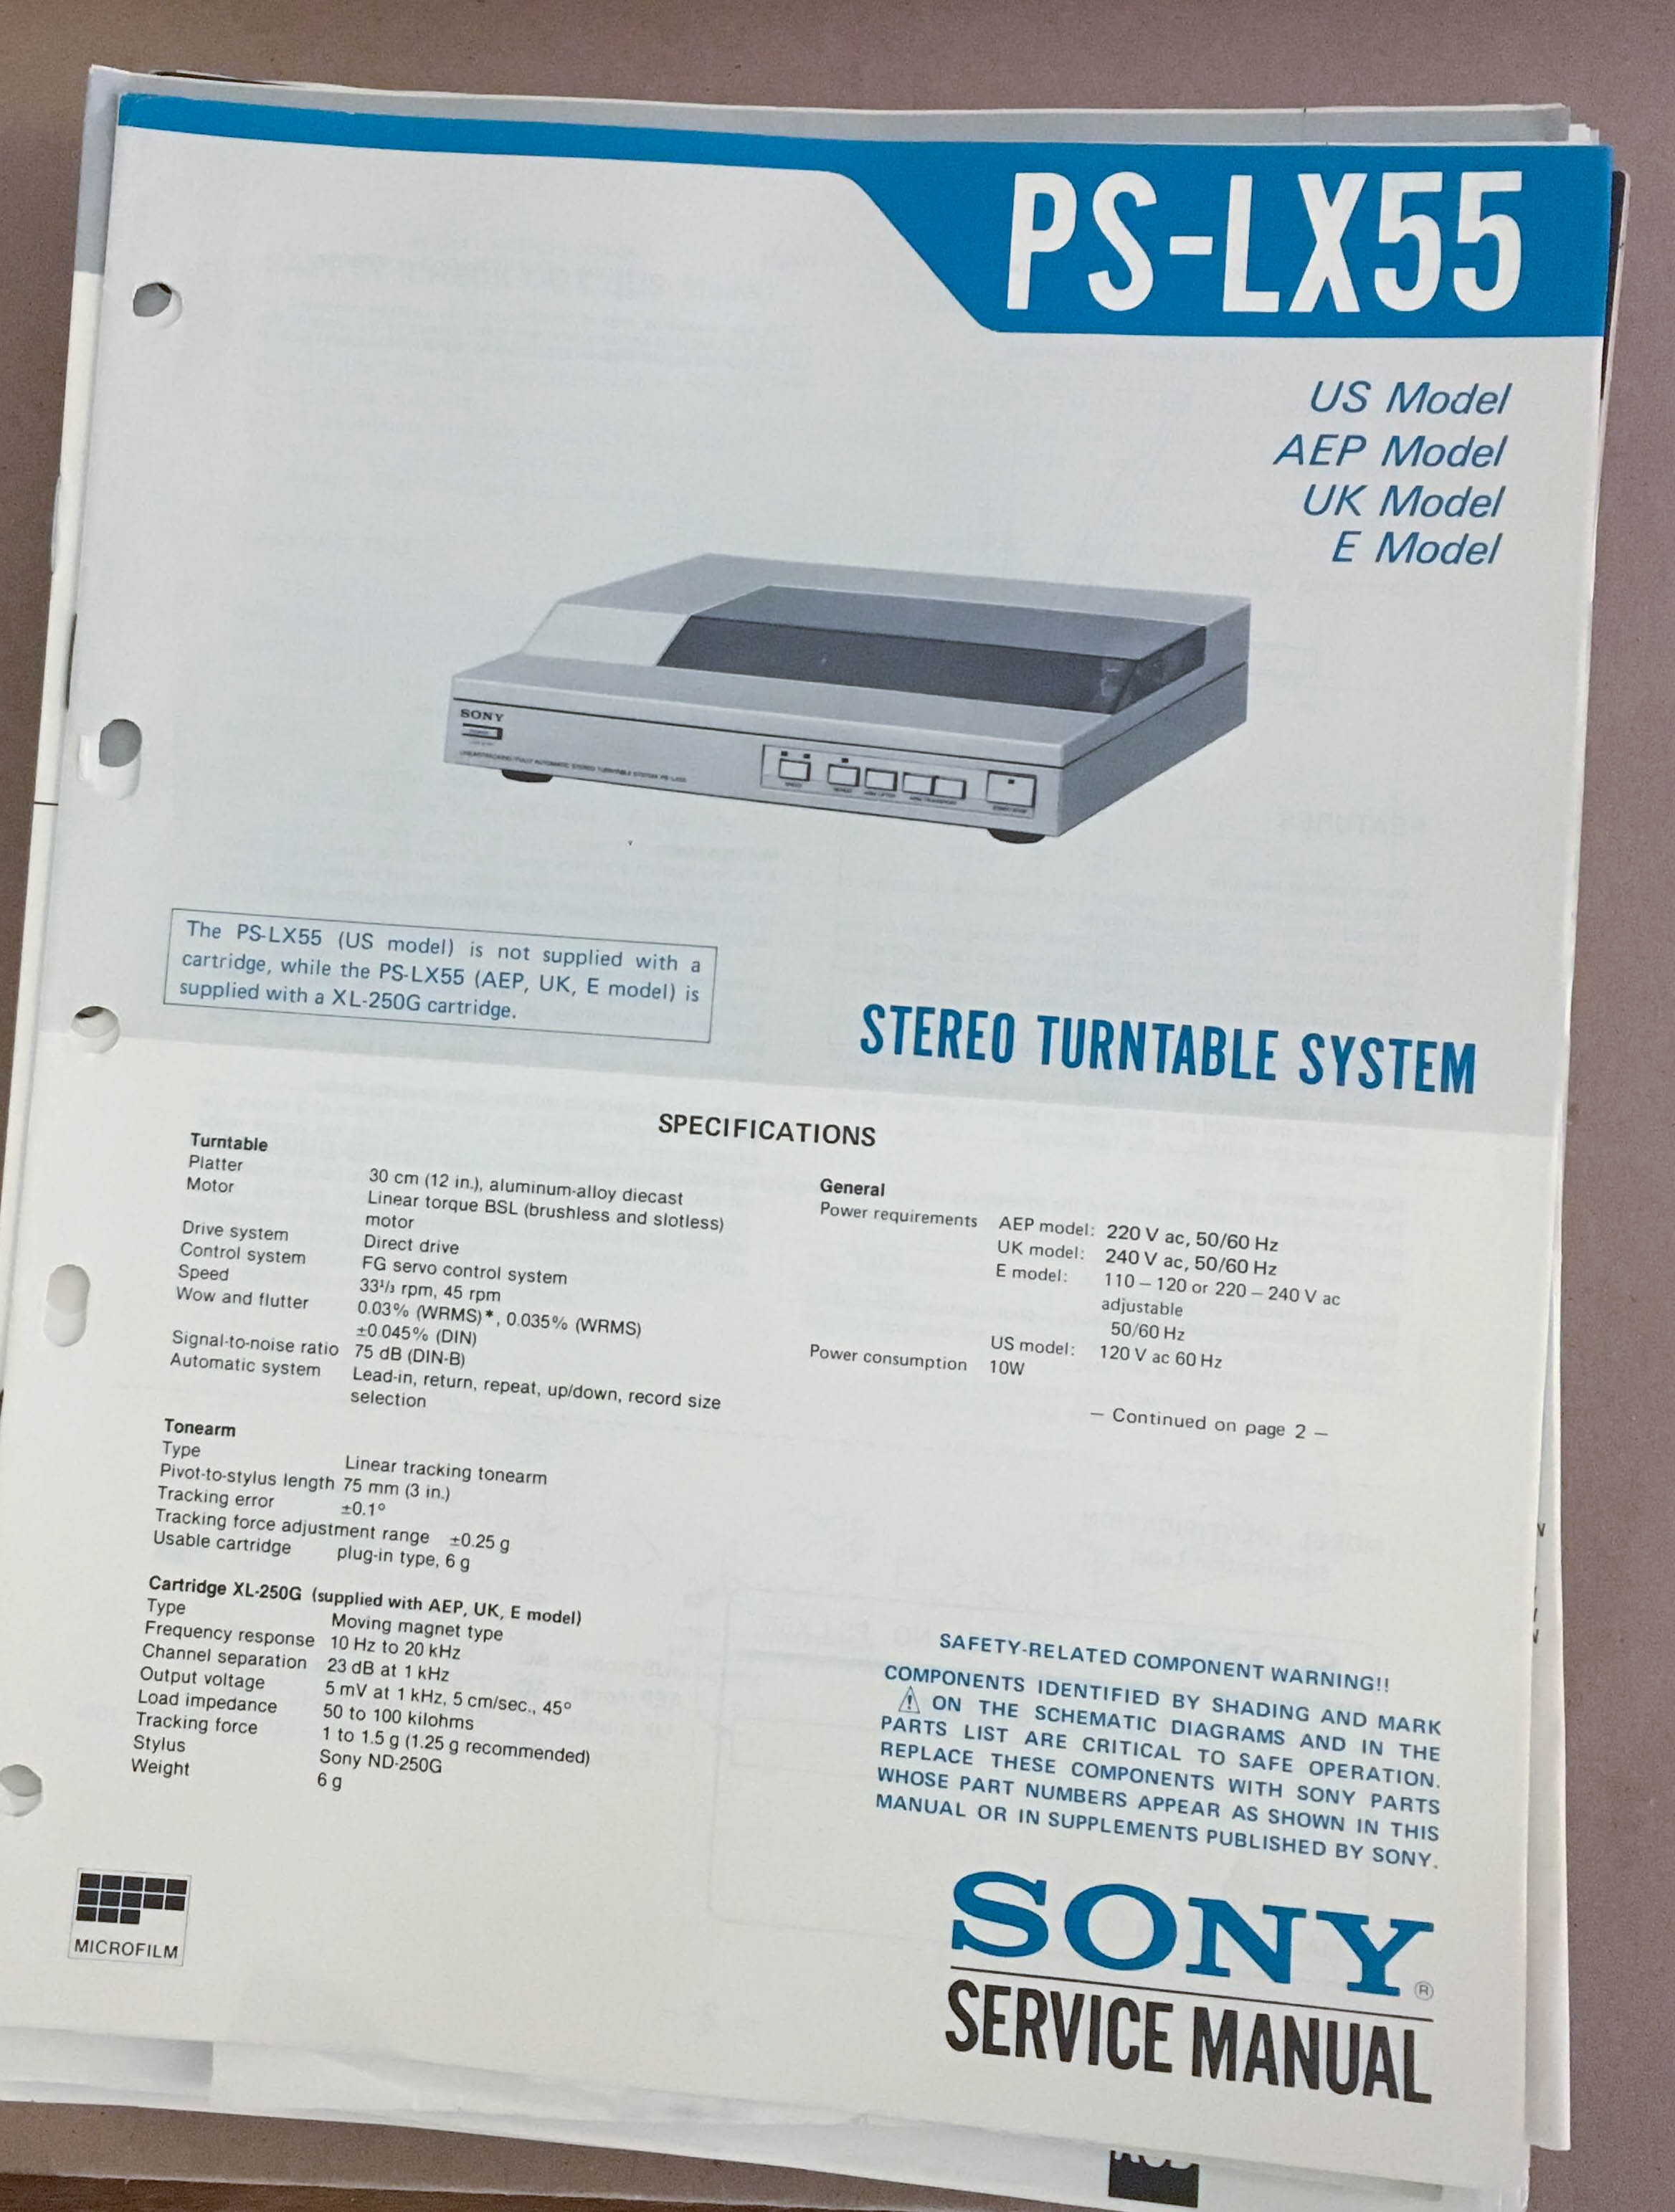 PS-LX55
US Model
AEP Model
UK Model
E Model
SONY
The PS-LX55 (US model) is not supplied with a
cartridge, while the PS-LX55 (AEP, UK, E model) is
supplied with a XL-250G cartridge.
STEREO TURNTABLE SYSTEM
SPECIFICATIONS
Turntable
Platter 30 cm (12 in.), aluminum-alloy diecast
Motor Linear torque BSL (brushless and slotless)
motor
Drive system Direct drive
Control system FG servo control system
Speed 33¹/₃ rpm, 45 rpm
Wow and flutter 0.03% (WRMS)*, 0.035% (WRMS)
±0.045% (DIN)
Signal-to-noise ratio 75 dB (DIN-B)
Automatic system Lead-in, return, repeat, up/down, record size
selection
Tonearm
Type Linear tracking tonearm
Pivot-to-stylus length 75 mm (3 in.)
Tracking error ±0.1°
Tracking force adjustment range ±0.25 g
Usable cartridge plug-in type, 6 g
Cartridge XL-250G (supplied with AEP, UK, E model)
Type Moving magnet type
Frequency response 10 Hz to 20 kHz
Channel separation 23 dB at 1 kHz
Output voltage 5 mV at 1 kHz, 5 cm/sec., 45°
Load impedance 50 to 100 kilohms
Tracking force 1 to 1.5 g (1.25 g recommended)
Stylus Sony ND-250G
Weight 6 g
General
Power requirements AEP model: 220 V ac, 50/60 Hz
UK model: 240 V ac, 50/60 Hz
E model: 110 – 120 or 220 – 240 V ac
adjustable
50/60 Hz
US model: 120 V ac 60 Hz
Power consumption 10W
– Continued on page 2 –
SAFETY-RELATED COMPONENT WARNING!!
COMPONENTS IDENTIFIED BY SHADING AND MARK
⚠ ON THE SCHEMATIC DIAGRAMS AND IN THE
PARTS LIST ARE CRITICAL TO SAFE OPERATION.
REPLACE THESE COMPONENTS WITH SONY PARTS
WHOSE PART NUMBERS APPEAR AS SHOWN IN THIS
MANUAL OR IN SUPPLEMENTS PUBLISHED BY SONY.
MICROFILM
SONY®
SERVICE MANUAL